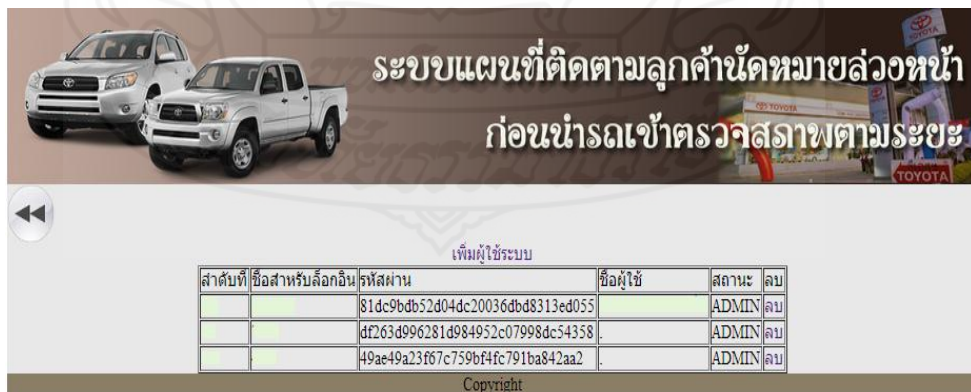 ระบบแผนที่ติดตามลูกค้านัดหมายล่วงหน้า
ก่อนนำรถเข้าตรวจสภาพตามระยะ
TOYOTA
TOYOTA
TOYOTA
เพิ่มผู้ใช้ระบบ
ลำดับที่ ชื่อสำหรับล็อกอิน รหัสผ่าน ชื่อผู้ใช้ สถานะ ลบ
81dc9bdb52d04dc20036dbd8313ed055 ADMIN ลบ
df263d996281d984952c07998dc54358 . ADMIN ลบ
49ae49a23f67c759bf4fc791ba842aa2 . ADMIN ลบ
Copyright